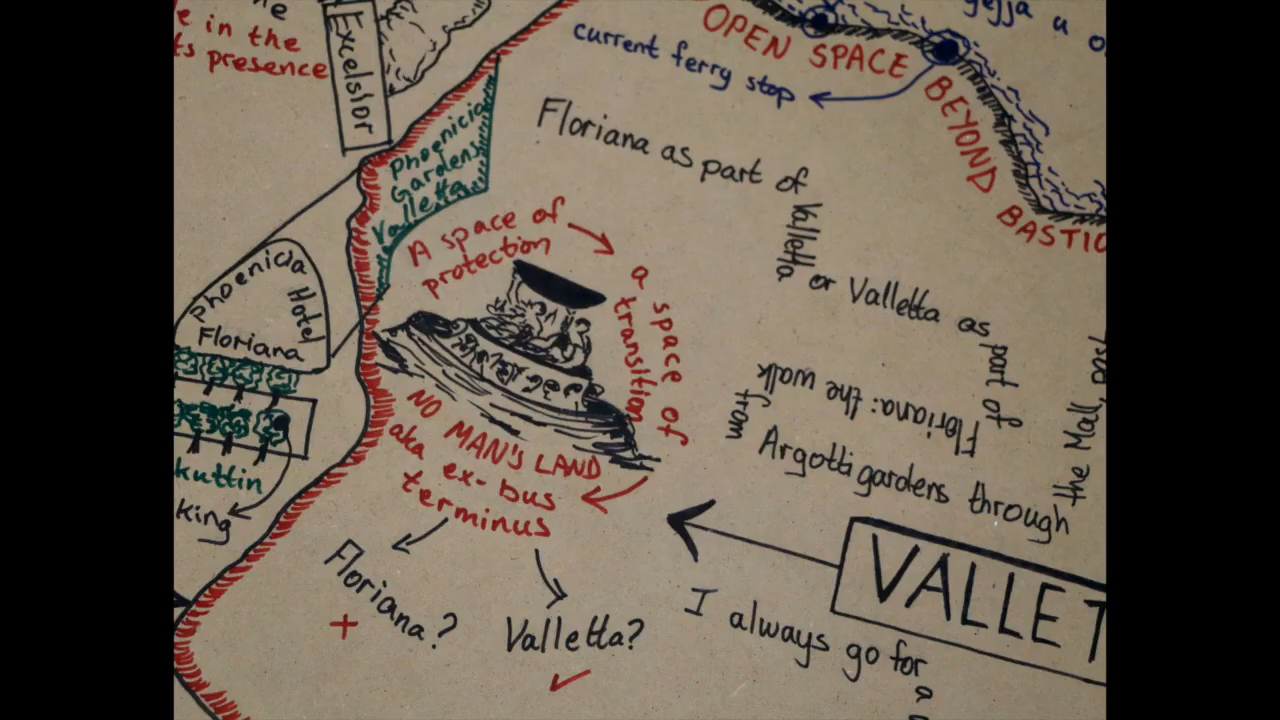 e in the
ts presence
Excelsior
OPEN SPACE
BEYOND
current ferry stop
Floriana as part of
Valletta
or Valletta as
part of
Floriana: the walk
from
Argotti gardens through
the Mall, past
Phoenicia
Gardens
Valletta
A space of
protection
a space of
transition
NO MAN'S LAND
aka ex-bus
terminus
Floriana?
+
Valletta?
✓
Phoenicia Hotel
Floriana
kuttin
king
VALLET
I always go for
a